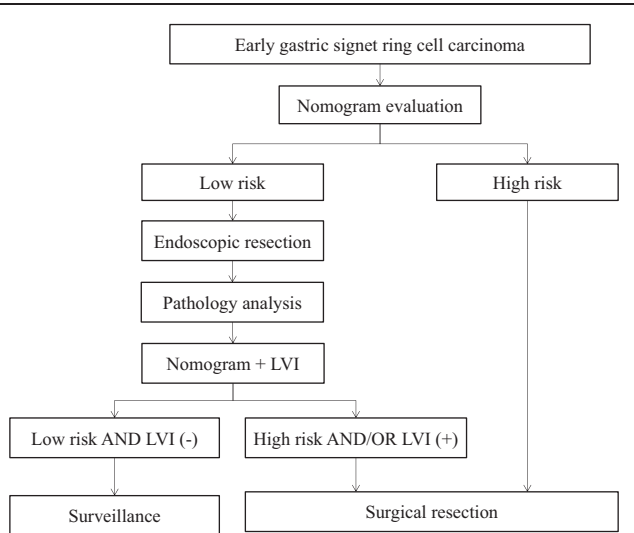 Early gastric signet ring cell carcinoma
Nomogram evaluation
Low risk
High risk
Endoscopic resection
Pathology analysis
Nomogram + LVI
Low risk AND LVI (-)
High risk AND/OR LVI (+)
Surveillance
Surgical resection